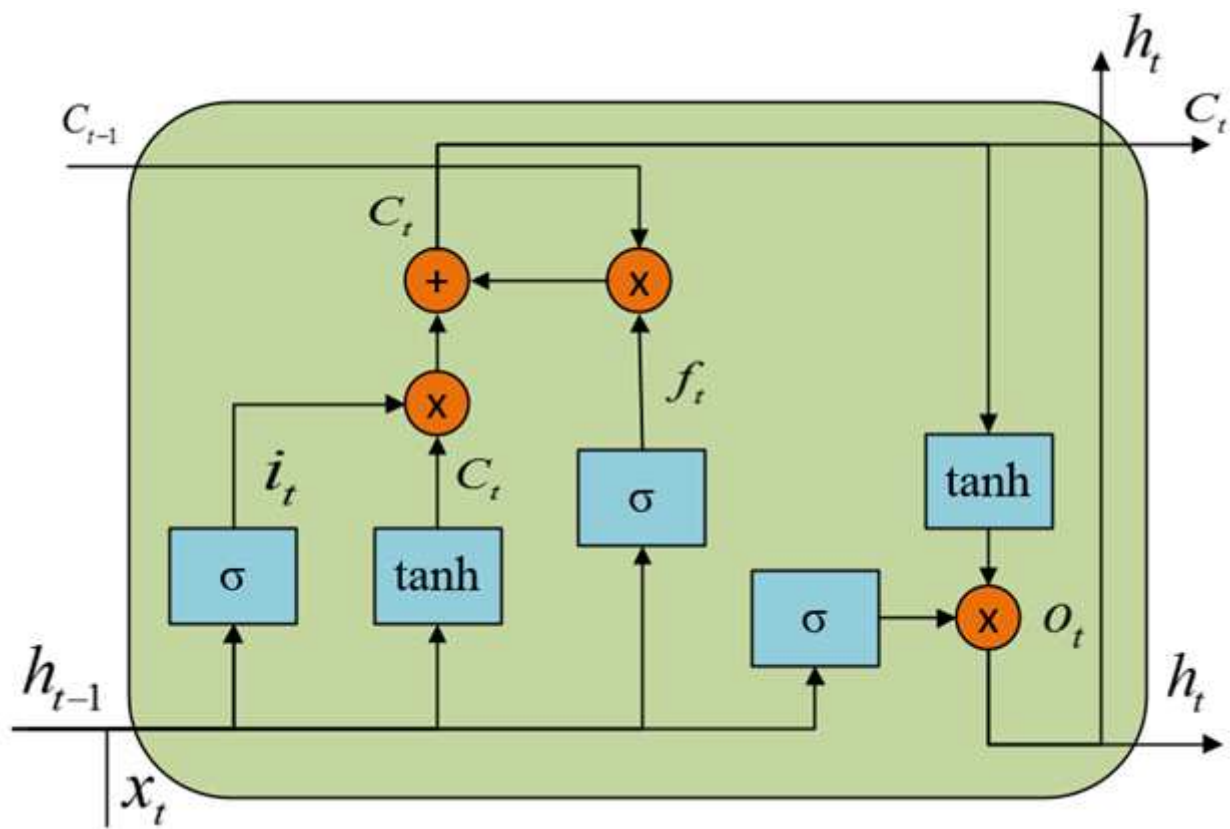 h_t
C_{t-1}
C_t
C_t
+ x
x
f_t
i_t
C_t
σ
tanh
σ
tanh
σ
x
o_t
h_{t-1}
h_t
x_t